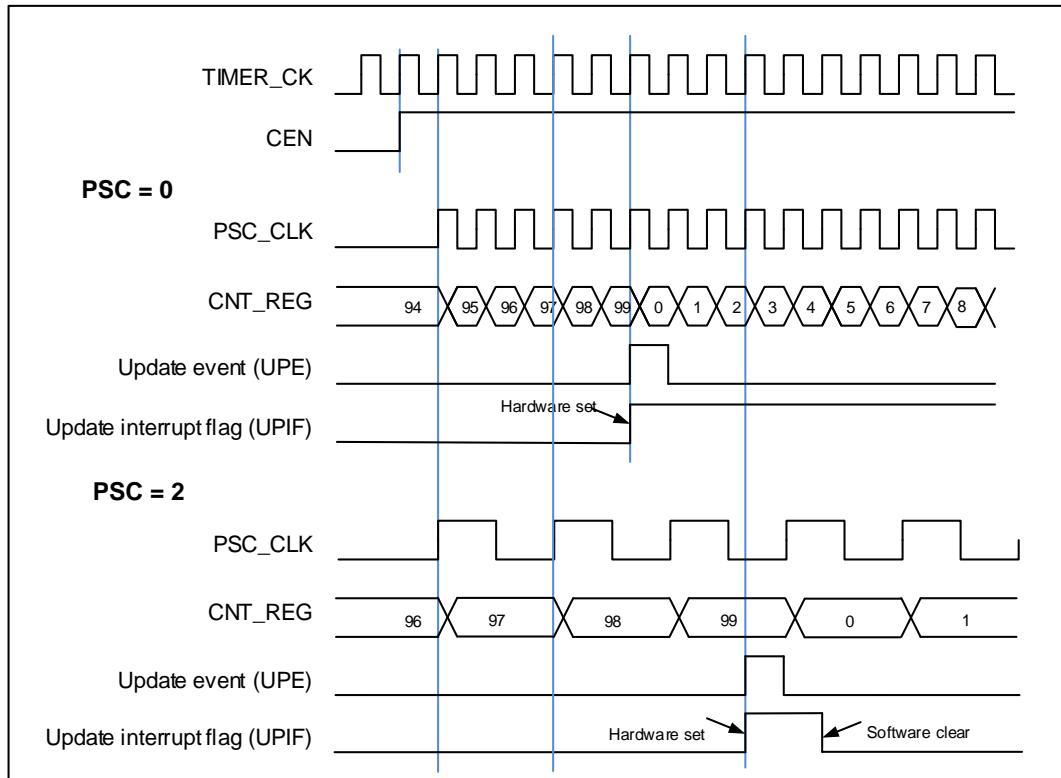 TIMER_CK
CEN
PSC = 0
PSC_CLK
CNT_REG 94 95 96 97 98 99 0 1 2 3 4 5 6 7 8
Update event (UPE)
Hardware set
Update interrupt flag (UPIF)
PSC = 2
PSC_CLK
CNT_REG 96 97 98 99 0 1
Update event (UPE)
Update interrupt flag (UPIF) Hardware set Software clear